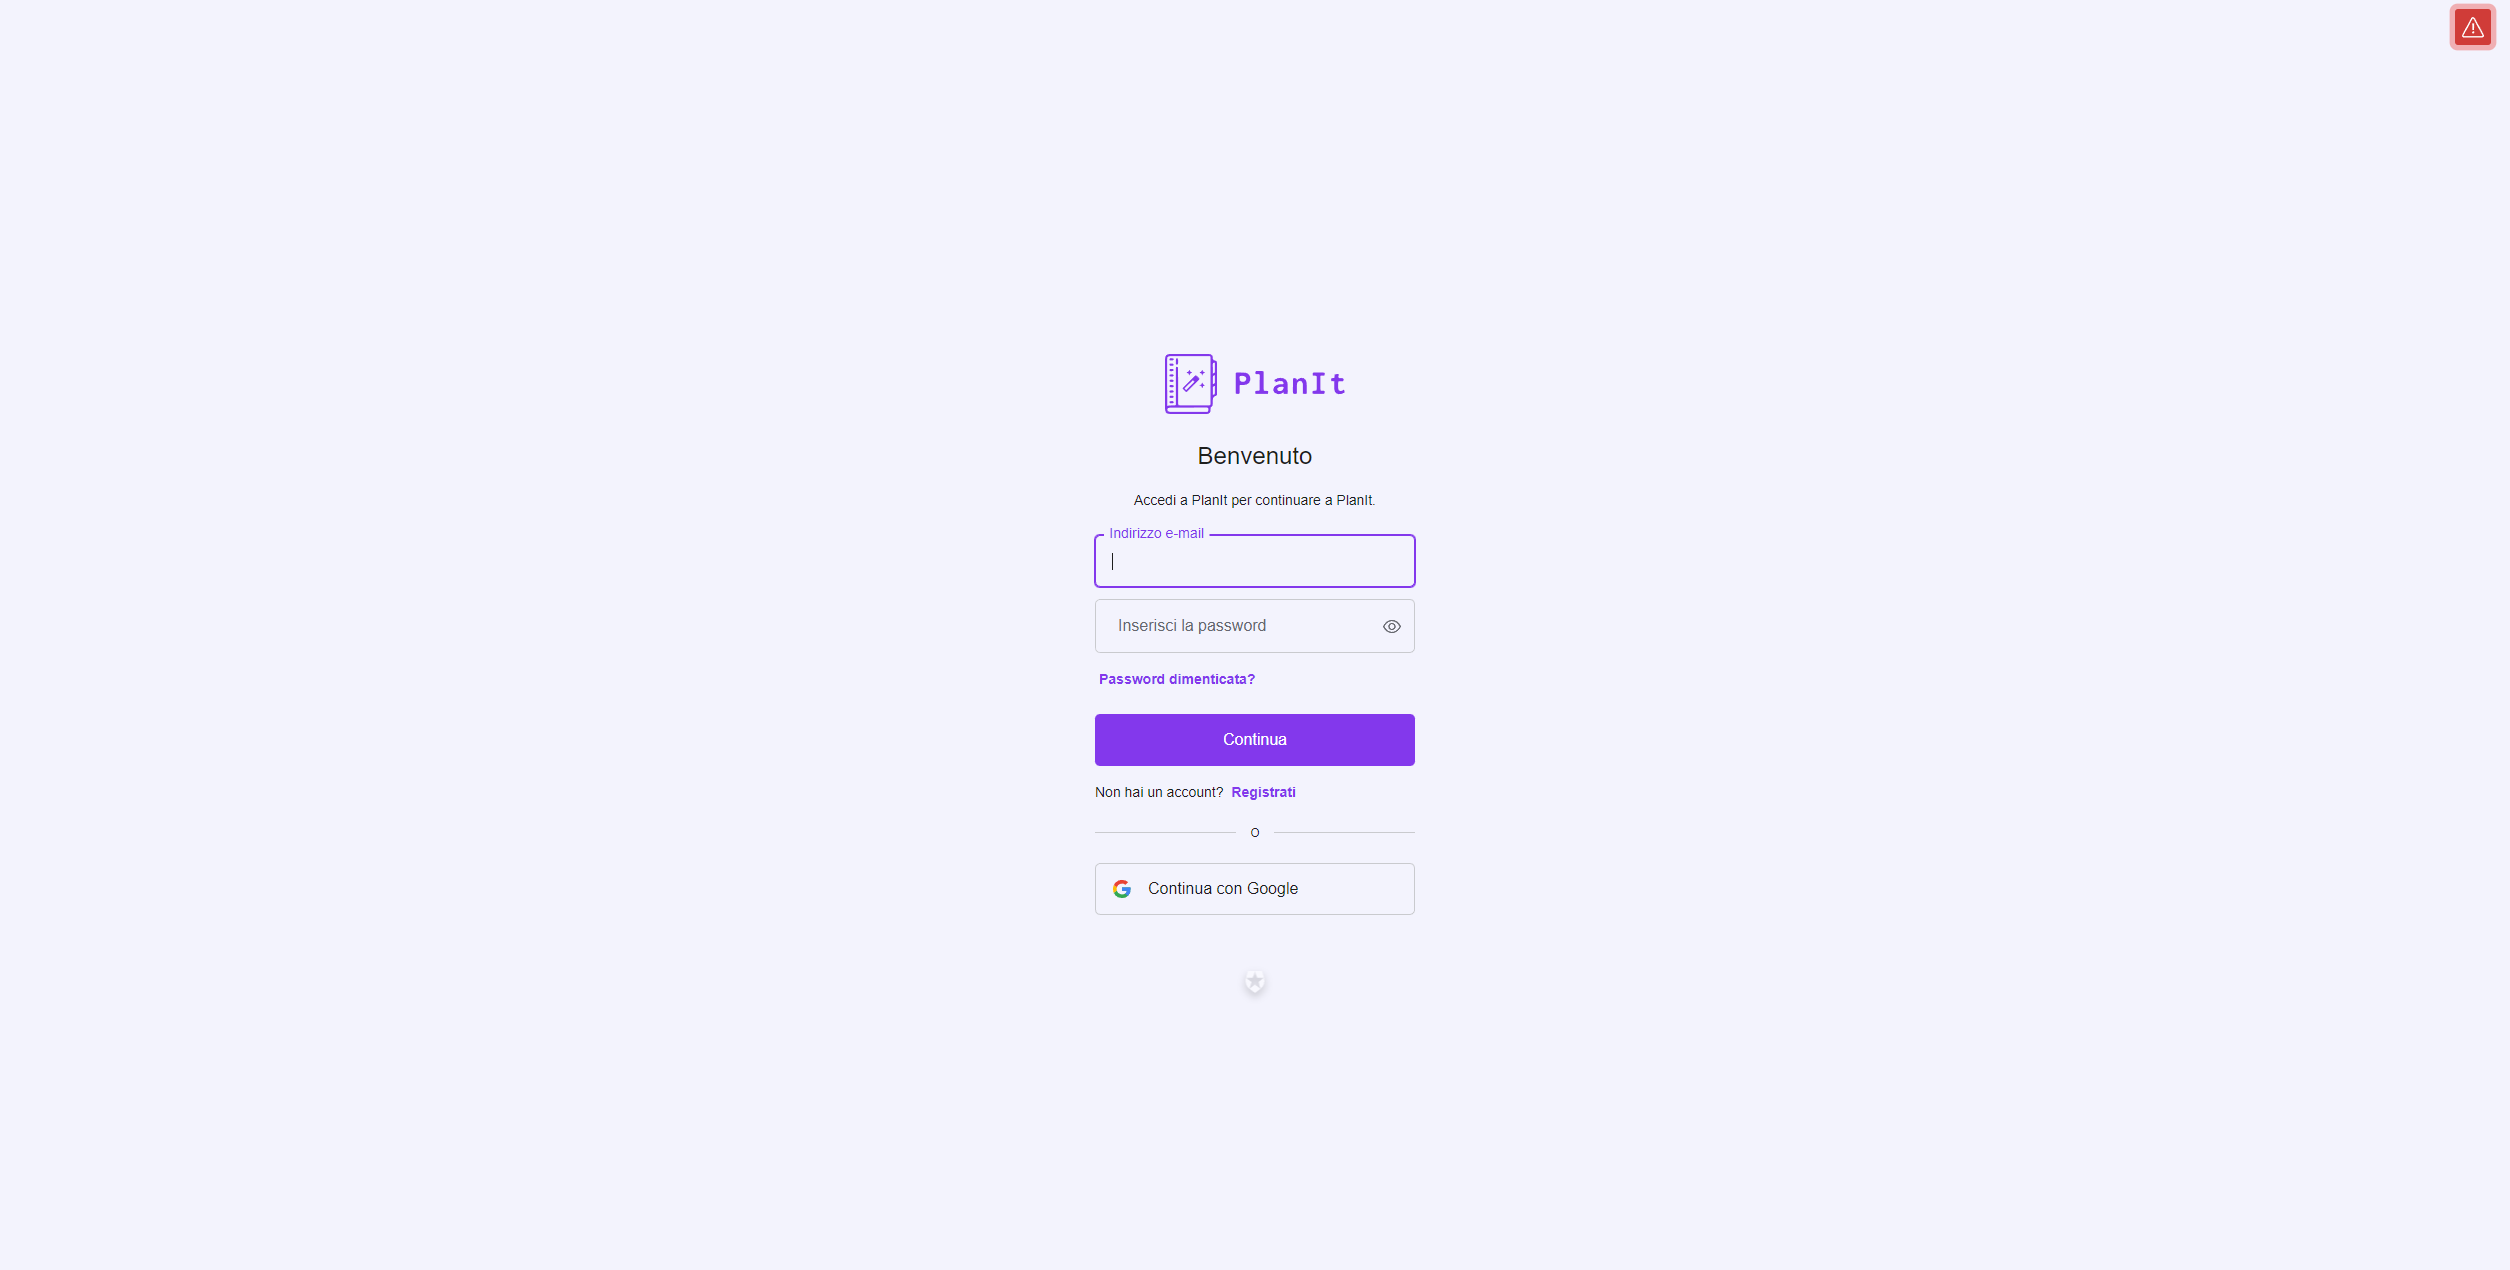 PlanIt
Benvenuto
Accedi a PlanIt per continuare a PlanIt.
Indirizzo e-mail
Inserisci la password
Password dimenticata?
Continua
Non hai un account? Registrati
O
Continua con Google